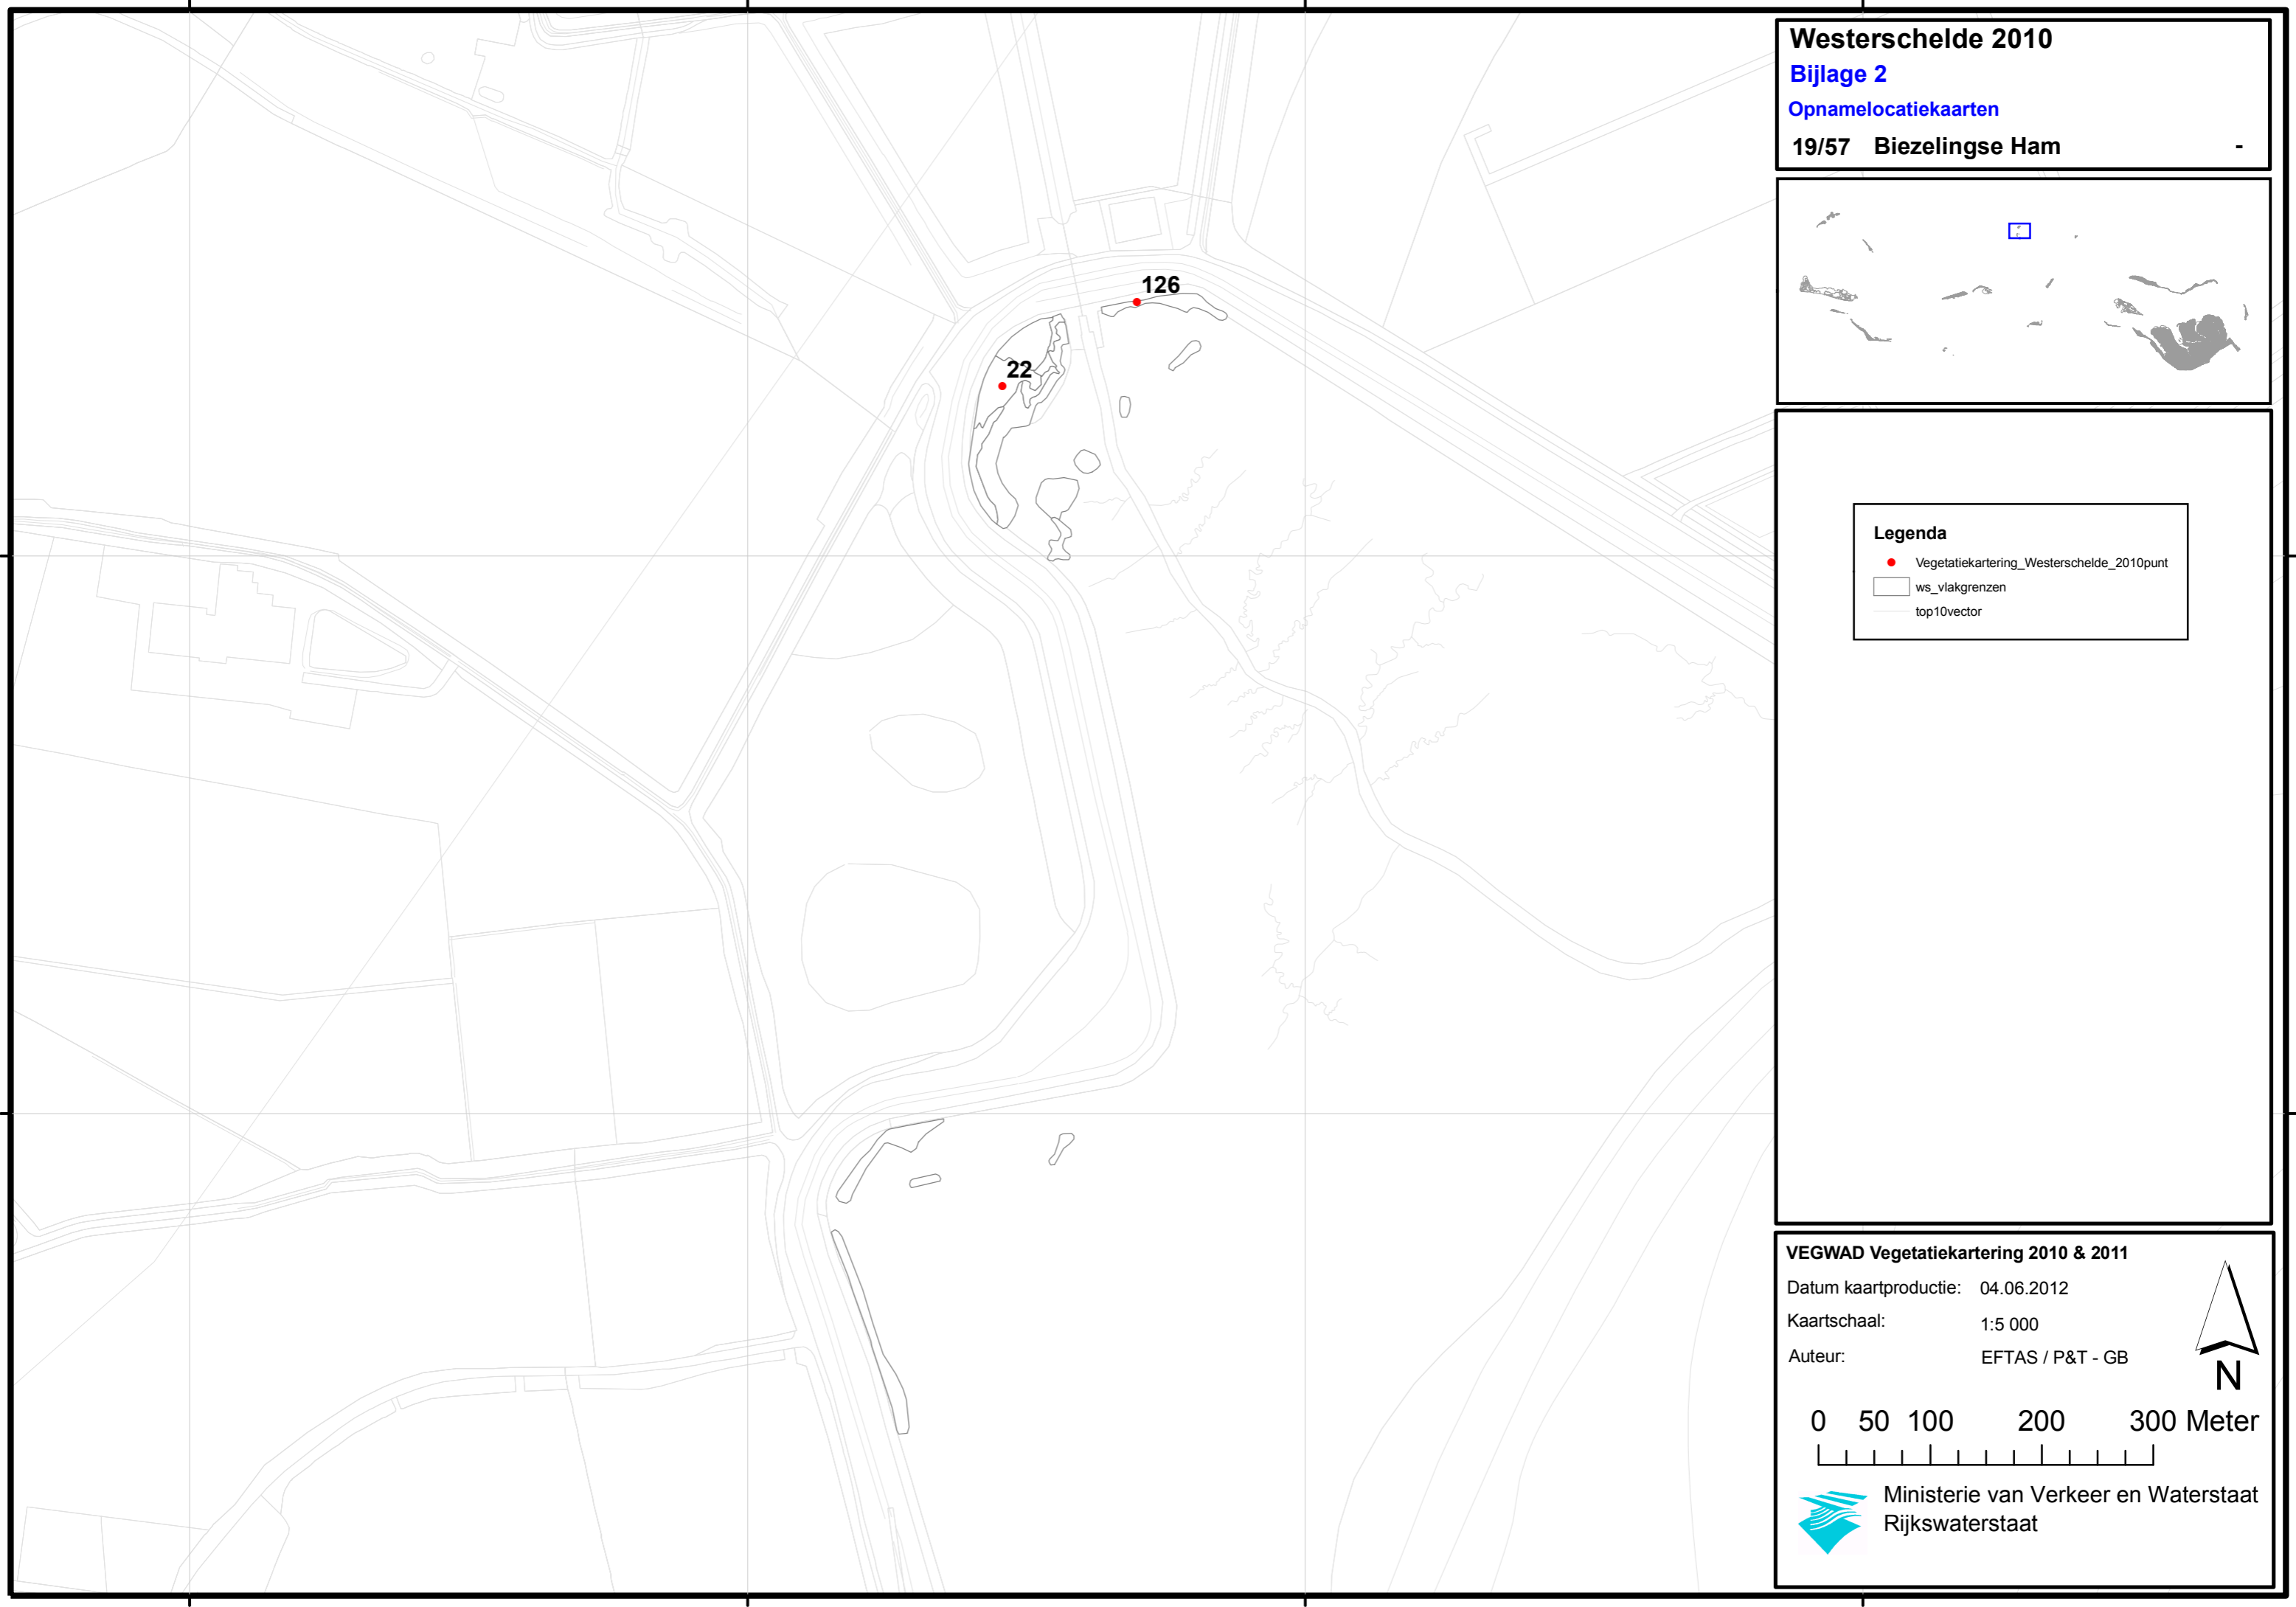 Westerschelde 2010
Bijlage 2
Opnamelocatiekaarten
19/57 Biezelingse Ham -
126
22
Legenda
Vegetatiekartering_Westerschelde_2010punt
ws_vlakgrenzen
top10vector
VEGWAD Vegetatiekartering 2010 & 2011
Datum kaartproductie: 04.06.2012
Kaartschaal: 1:5 000
Auteur: EFTAS / P&T - GB
N
0 50 100 200 300 Meter
Ministerie van Verkeer en Waterstaat
Rijkswaterstaat